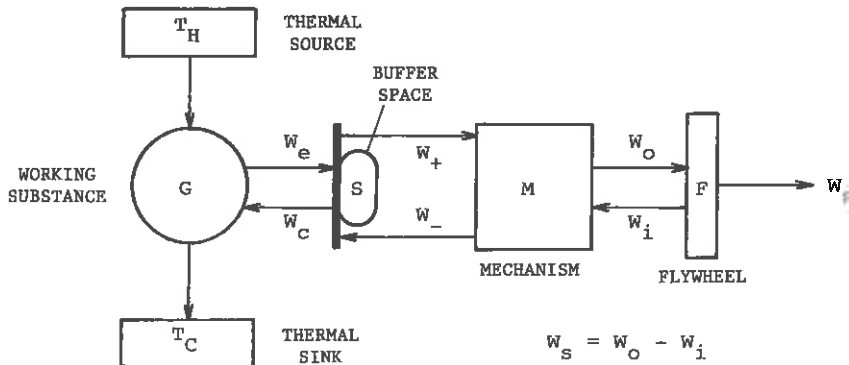 T_H
THERMAL
SOURCE
BUFFER
SPACE
WORKING
SUBSTANCE
G
W_e
W_c
S
W_+
W_-
M
MECHANISM
W_o
W_i
F
FLYWHEEL
W
T_C
THERMAL
SINK
W_s = W_o - W_i